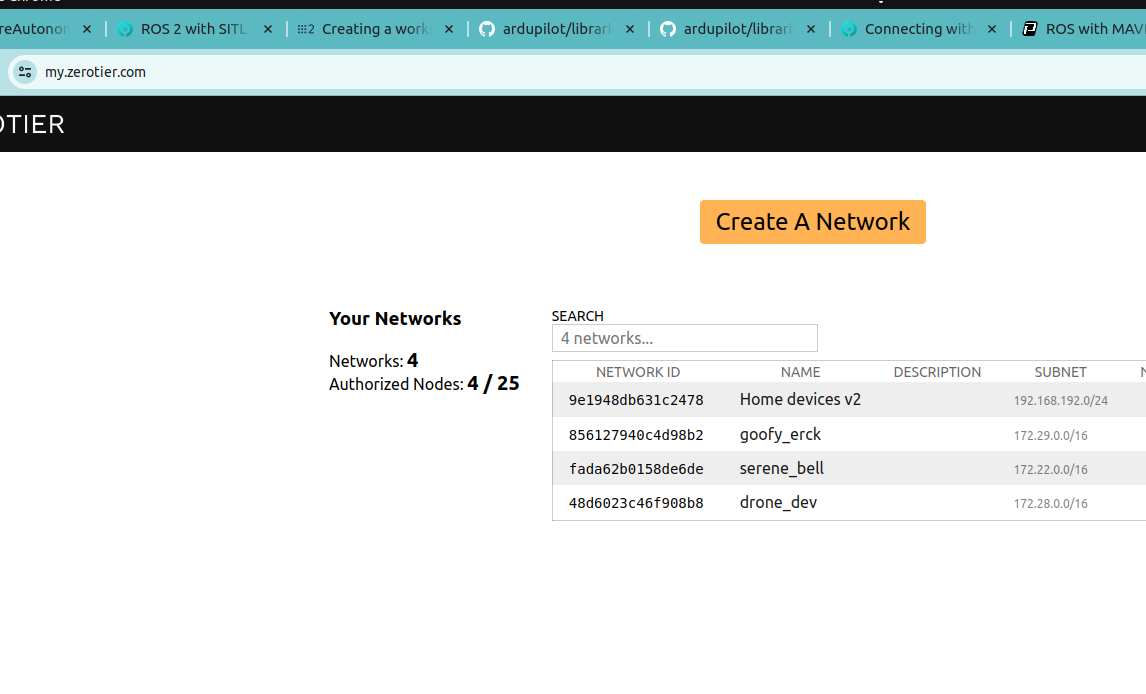 reAutonon ROS 2 with SITL Creating a work ardupilot/librari ardupilot/librari Connecting with ROS with MAV
my.zerotier.com
OTIER
Create A Network
Your Networks
Networks: 4
Authorized Nodes: 4 / 25
SEARCH
4 networks...
NETWORK ID NAME DESCRIPTION SUBNET
9e1948db631c2478 Home devices v2 192.168.192.0/24
856127940c4d98b2 goofy_erck 172.29.0.0/16
fada62b0158de6de serene_bell 172.22.0.0/16
48d6023c46f908b8 drone_dev 172.28.0.0/16